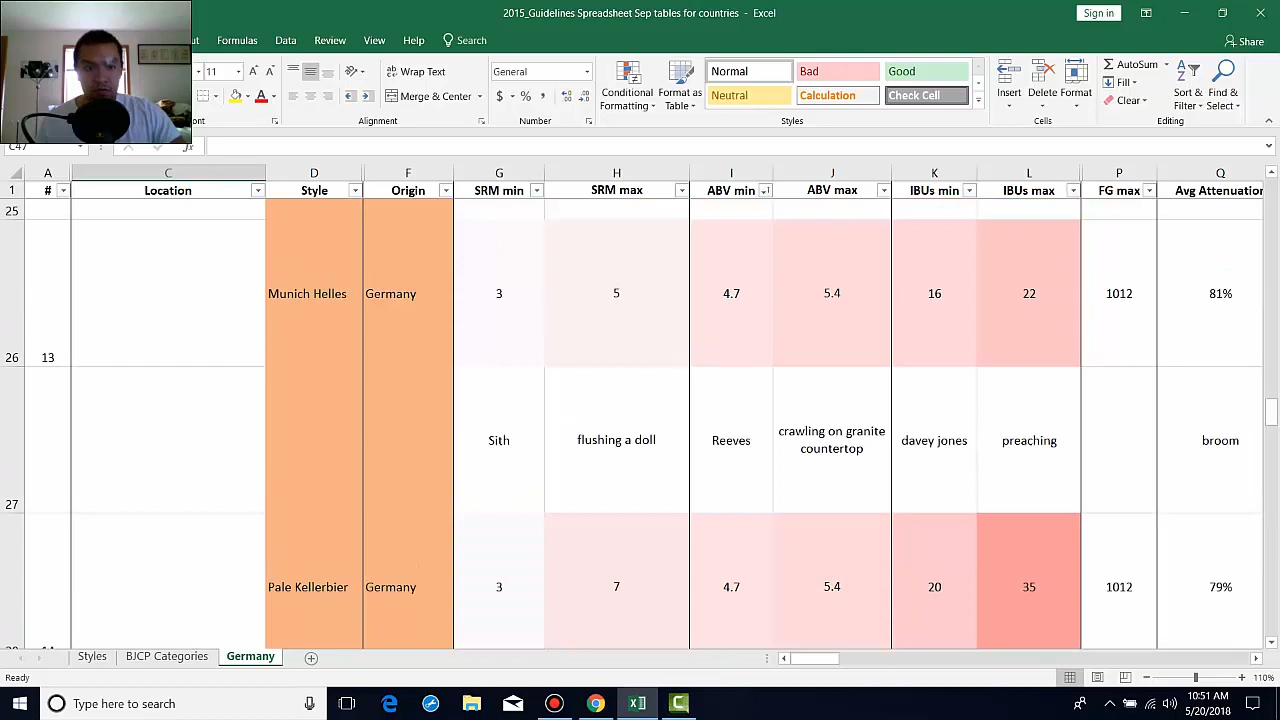 2015_Guidelines Spreadsheet Sep tables for countries - Excel
Sign in
Formulas Data Review View Help Search
Share
11 A A
Wrap Text
General
Merge & Center
$ % ,
Conditional Formatting
Format as Table
Normal Bad Good
Neutral Calculation Check Cell
Insert Delete Format
AutoSum
Fill
Clear
Sort & Filter
Find & Select
Alignment Number Styles Cells Editing
C47 fx
A C D F G H I J K L P Q
1 # Location Style Origin SRM min SRM max ABV min ABV max IBUs min IBUs max FG max Avg Attenuation
25
26 13 Munich Helles Germany 3 5 4.7 5.4 16 22 1012 81%
27 Sith flushing a doll Reeves crawling on granite countertop davey jones preaching broom
Pale Kellerbier Germany 3 7 4.7 5.4 20 35 1012 79%
Styles BJCP Categories Germany
Ready
110%
Type here to search
10:51 AM
5/20/2018